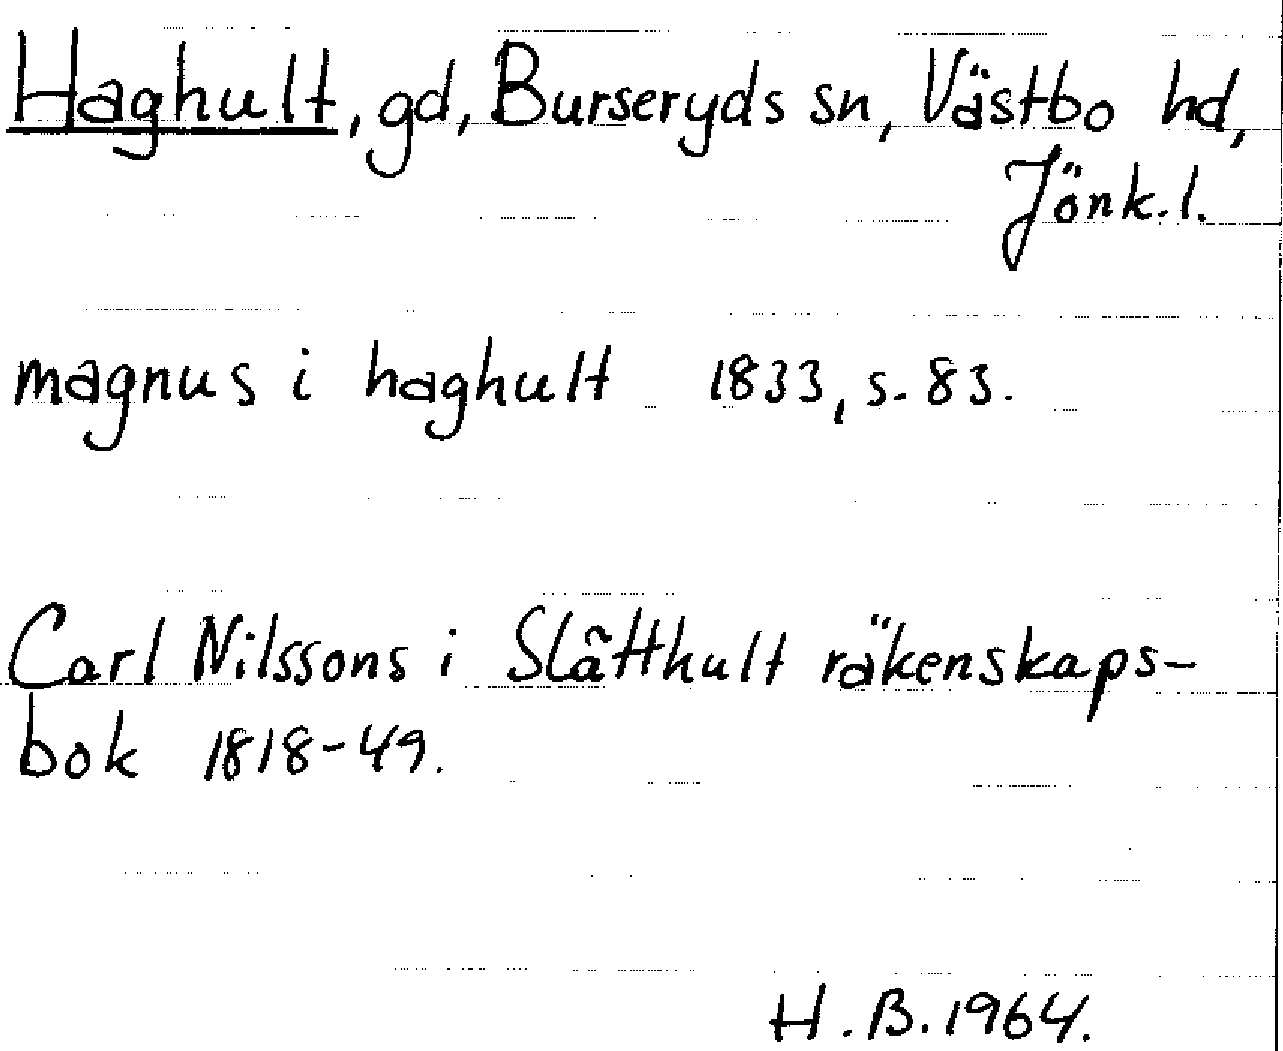 Haghult, gd, Burseryds sn, Västbo hd,
Jönk.l.
magnus i haghult 1833, s. 83.
Carl Nilssons i Slätthult räkenskaps-
bok 1818-49.
H.B. 1964.